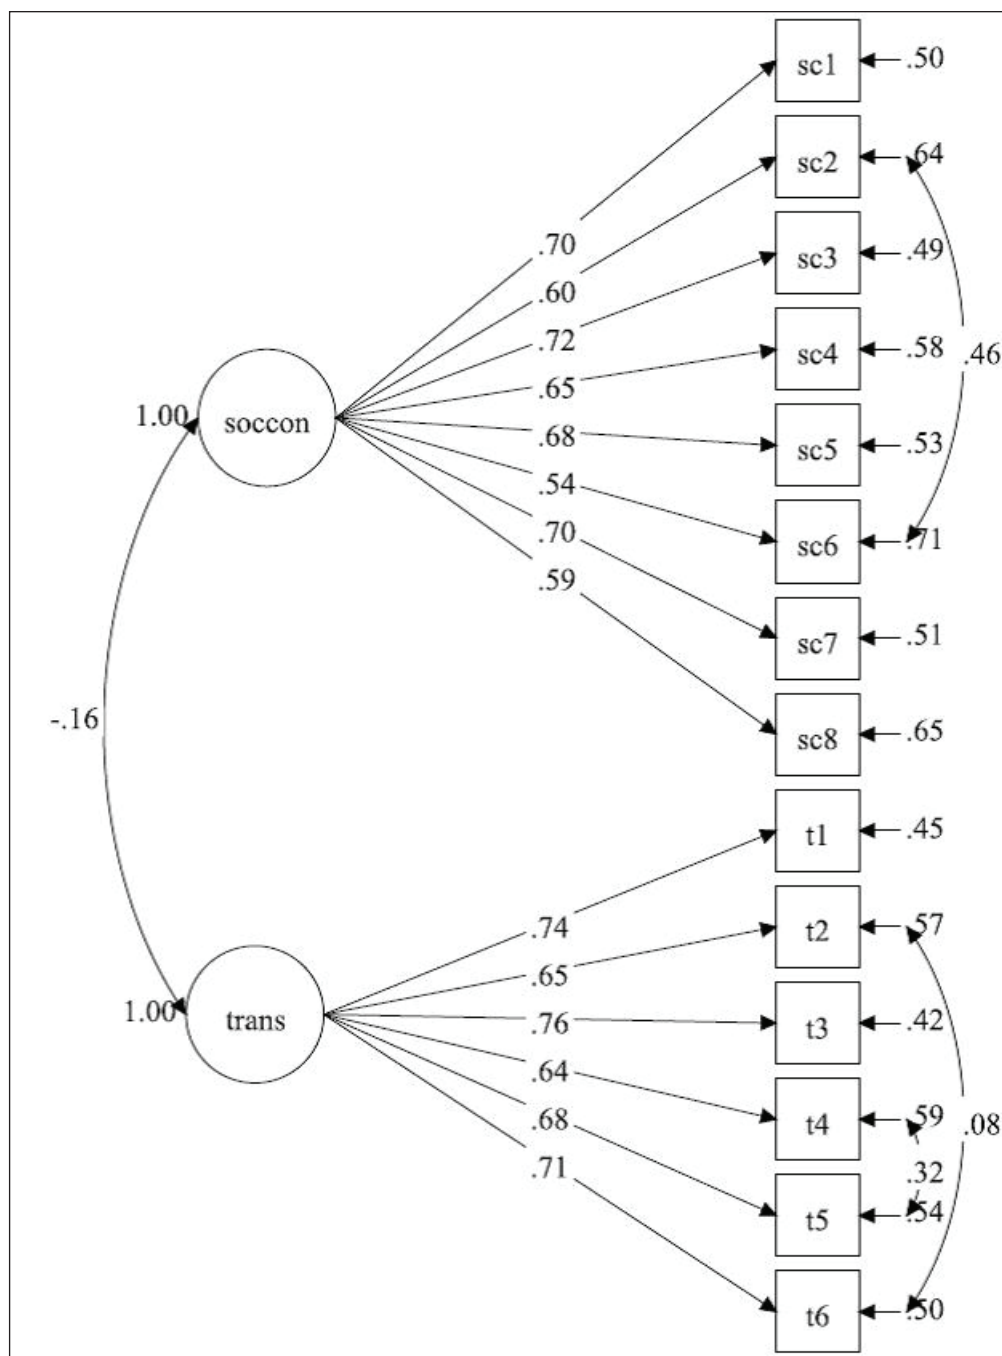 sc1
.50
sc2
.64
sc3
.49
sc4
.58
.46
sc5
.53
sc6
.71
sc7
.51
sc8
.65
.70
.60
.72
.65
.68
.54
.70
.59
1.00
soccon
-.16
t1
.45
t2
.57
t3
.42
t4
.59
.08
.32
t5
.54
t6
.50
.74
.65
.76
.64
.68
.71
1.00
trans